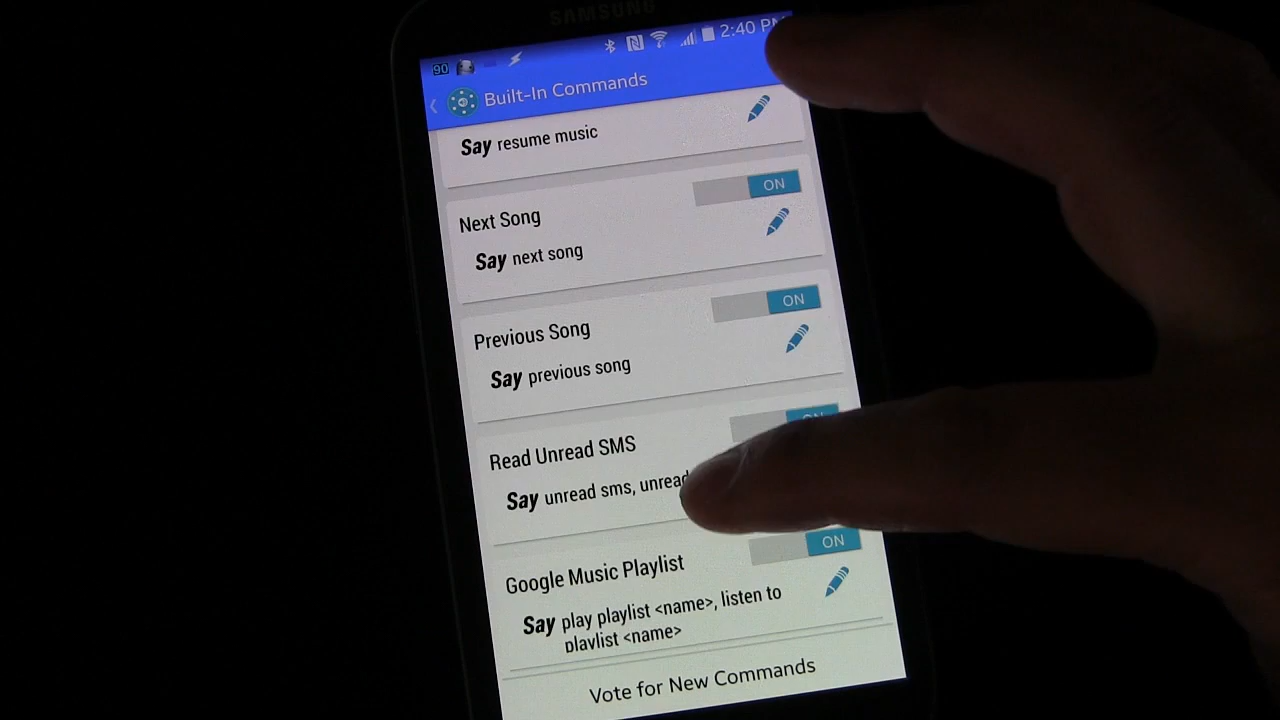 SAMSUNG
90
2:40 PM
Built-In Commands
Say resume music
ON
Next Song
Say next song
ON
Previous Song
Say previous song
ON
Read Unread SMS
Say unread sms, unread
ON
Google Music Playlist
Say play playlist <name>, listen to
playlist <name>
Vote for New Commands